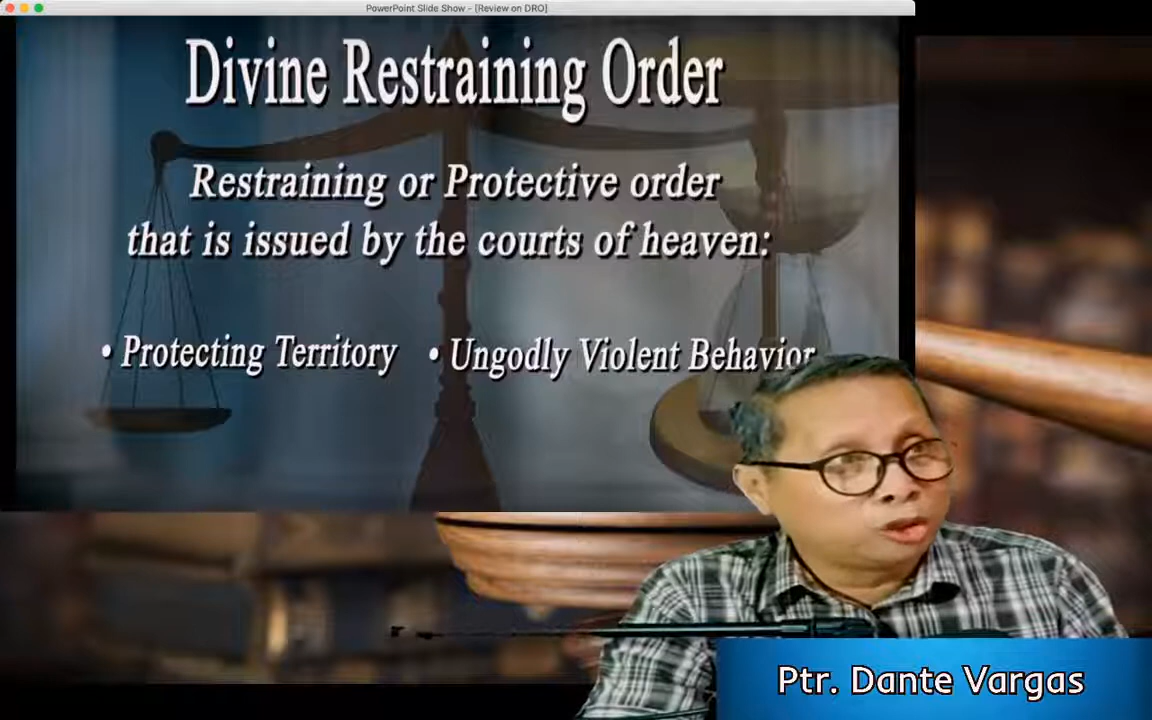 PowerPoint Slide Show - [Review on DRO]
Divine Restraining Order
Restraining or Protective order
that is issued by the courts of heaven:
• Protecting Territory • Ungodly Violent Behavior
Ptr. Dante Vargas